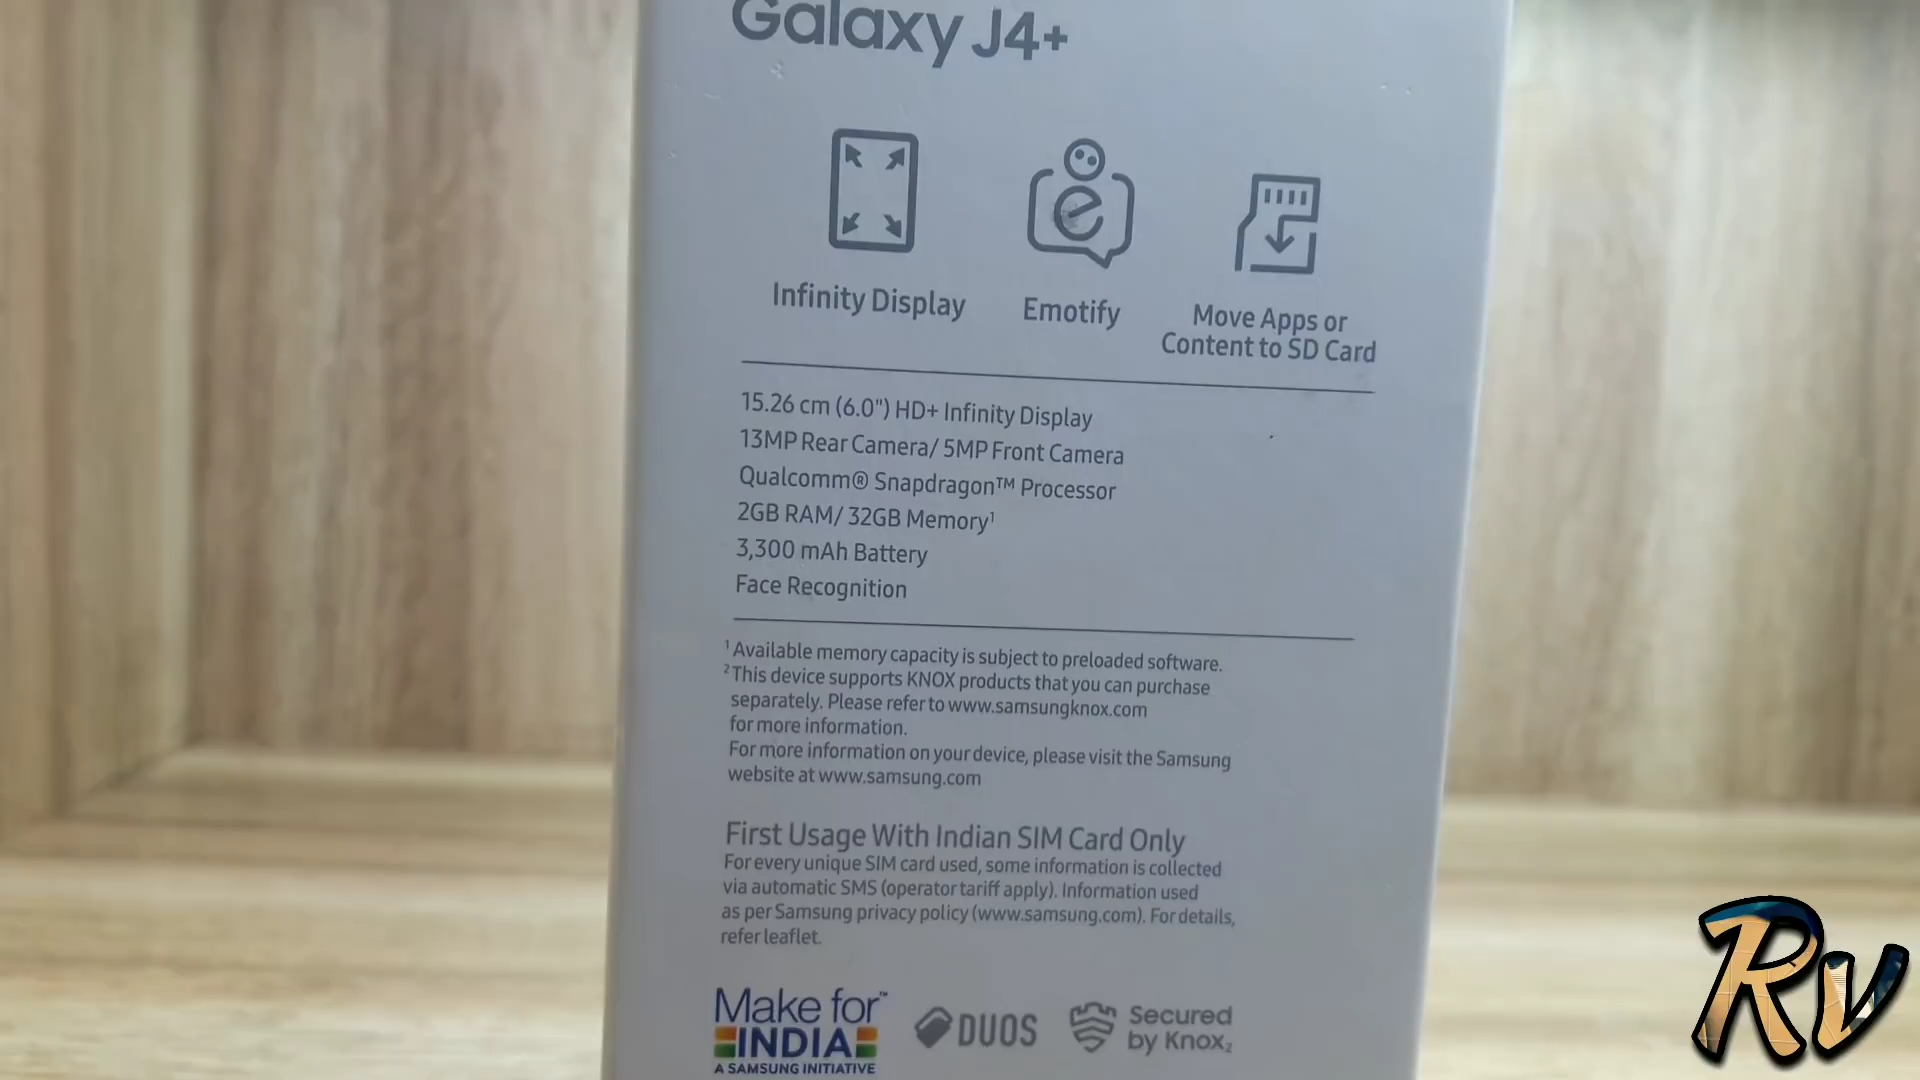 Galaxy J4+
Infinity Display
Emotify
Move Apps or
Content to SD Card
15.26 cm (6.0") HD+ Infinity Display
13MP Rear Camera/ 5MP Front Camera
Qualcomm® Snapdragon™ Processor
2GB RAM/ 32GB Memory¹
3,300 mAh Battery
Face Recognition
¹ Available memory capacity is subject to preloaded software.
² This device supports KNOX products that you can purchase
separately. Please refer to www.samsungknox.com
for more information.
For more information on your device, please visit the Samsung
website at www.samsung.com
First Usage With Indian SIM Card Only
For every unique SIM card used, some information is collected
via automatic SMS (operator tariff apply). Information used
as per Samsung privacy policy (www.samsung.com). For details,
refer leaflet.
Make for™
INDIA
A SAMSUNG INITIATIVE
DUOS
Secured
by Knox₂
Rv